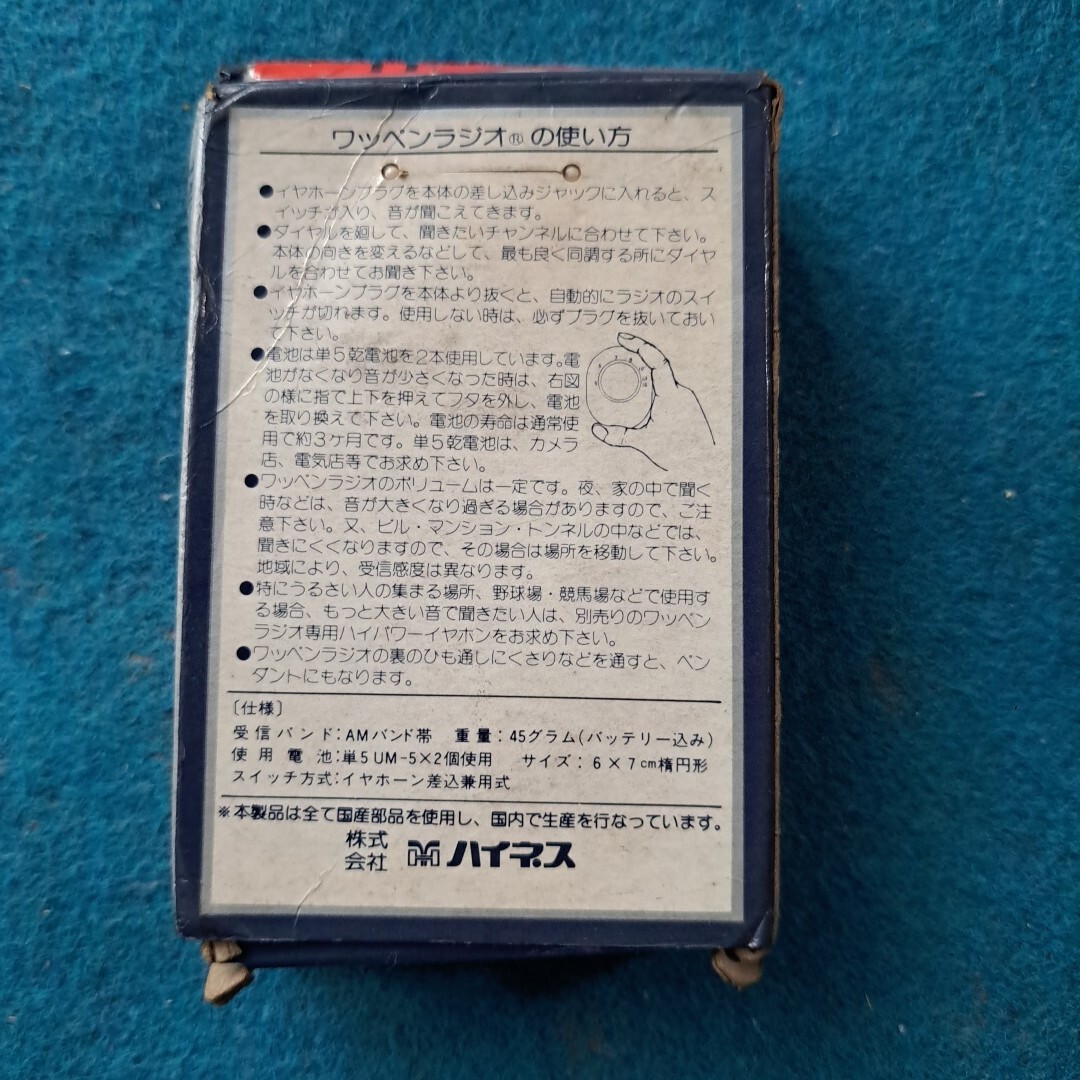 ワッペンラジオ®の使い方
●イヤホーンプラグを本体の差し込みジャックに入れると、ス
イッチが入り、音が聞こえてきます。
●ダイヤルを廻して、聞きたいチャンネルに合わせて下さい。
本体の向きを変えるなどして、最も良く同調する所にダイヤ
ルを合わせてお聞き下さい。
●イヤホーンプラグを本体より抜くと、自動的にラジオのスイ
ッチが切れます。使用しない時は、必ずプラグを抜いておい
て下さい。
●電池は単5乾電池を2本使用しています。電
池がなくなり音が少さくなった時は、右図
の様に指で上下を押えてフタを外し、電池
を取り換えて下さい。電池の寿命は通常使
用で約3ヶ月です。単5乾電池は、カメラ
店、電気店等でお求め下さい。
●ワッペンラジオのボリュームは一定です。夜、家の中で聞く
時などは、音が大きくなり過ぎる場合がありますので、ご注
意下さい。又、ビル・マンション・トンネルの中などでは、
聞きにくくなりますので、その場合は場所を移動して下さい。
地域により、受信感度は異なります。
●特にうるさい人の集まる場所、野球場・競馬場などで使用す
る場合、もっと大きい音で聞きたい人は、別売りのワッペン
ラジオ専用ハイパワーイヤホンをお求め下さい。
●ワッペンラジオの裏のひも通しにくさりなどを通すと、ペン
ダントにもなります。
〔仕様〕
受信バンド:AMバンド帯 重量:45グラム(バッテリー込み)
使用電池:単5UM-5×2個使用 サイズ:6×7cm楕円形
スイッチ方式:イヤホーン差込兼用式
※本製品は全て国産部品を使用し、国内で生産を行なっています。
株式会社 ハイネス